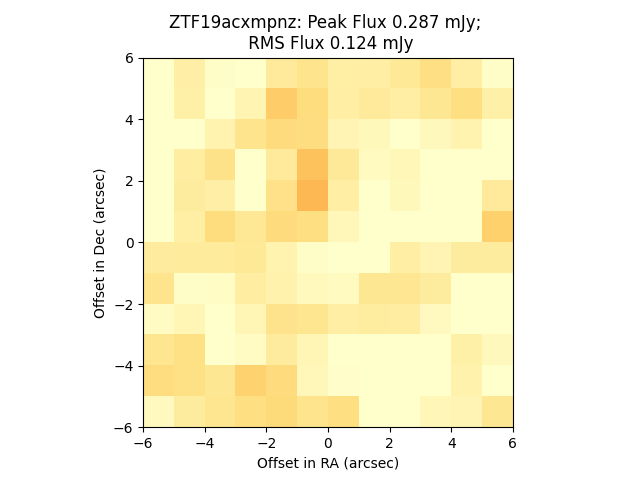 ZTF19acxmpnz: Peak Flux 0.287 mJy;
RMS Flux 0.124 mJy
6
4
2
0
−2
−4
−6
Offset in Dec (arcsec)
−6 −4 −2 0 2 4 6
Offset in RA (arcsec)